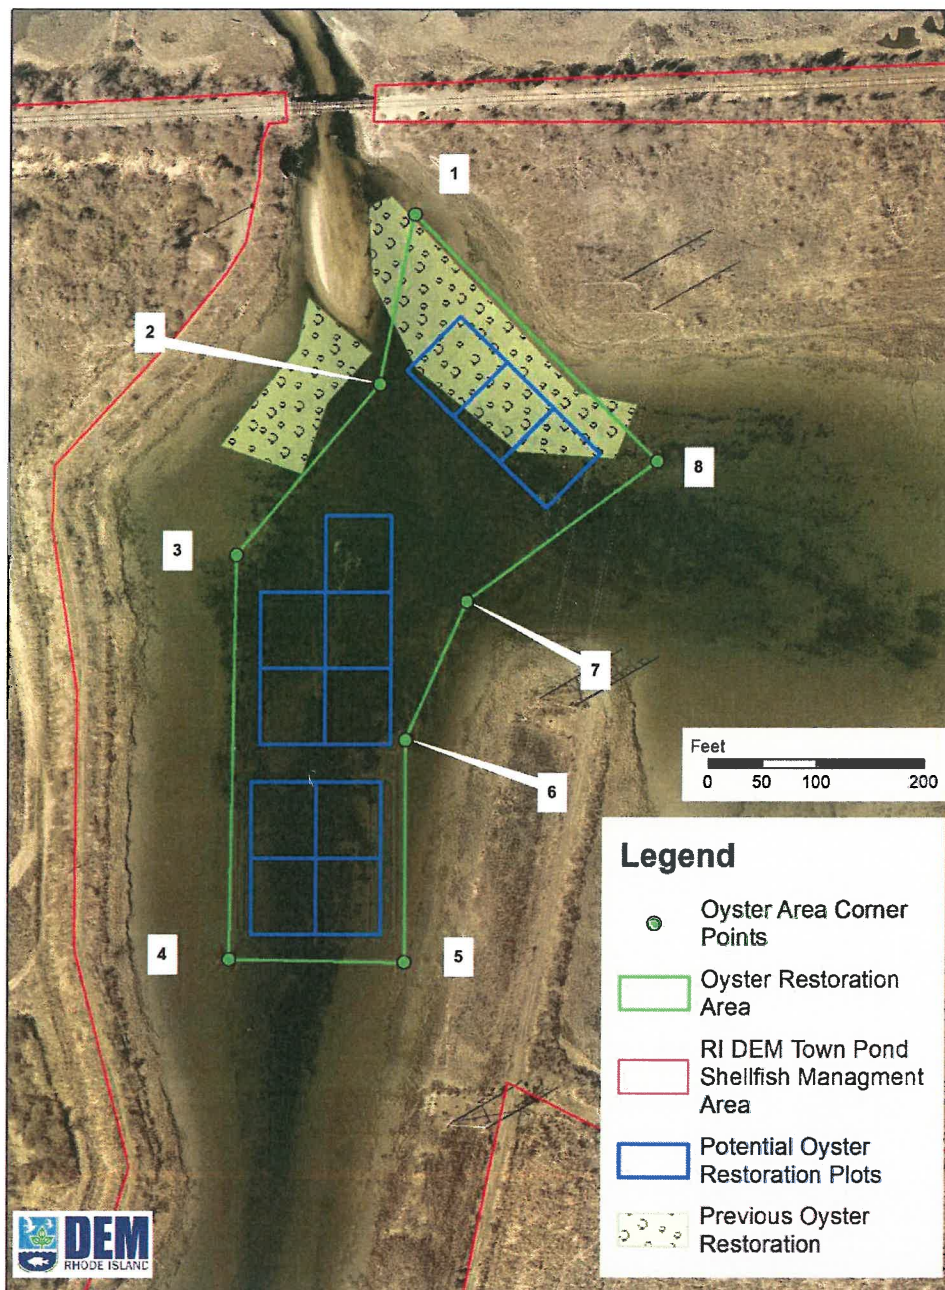 1
2
8
3
7
Feet
0 50 100 200
6
Legend
Oyster Area Corner
Points
4
5
Oyster Restoration
Area
RI DEM Town Pond
Shellfish Managment
Area
Potential Oyster
Restoration Plots
Previous Oyster
Restoration
DEM
RHODE ISLAND